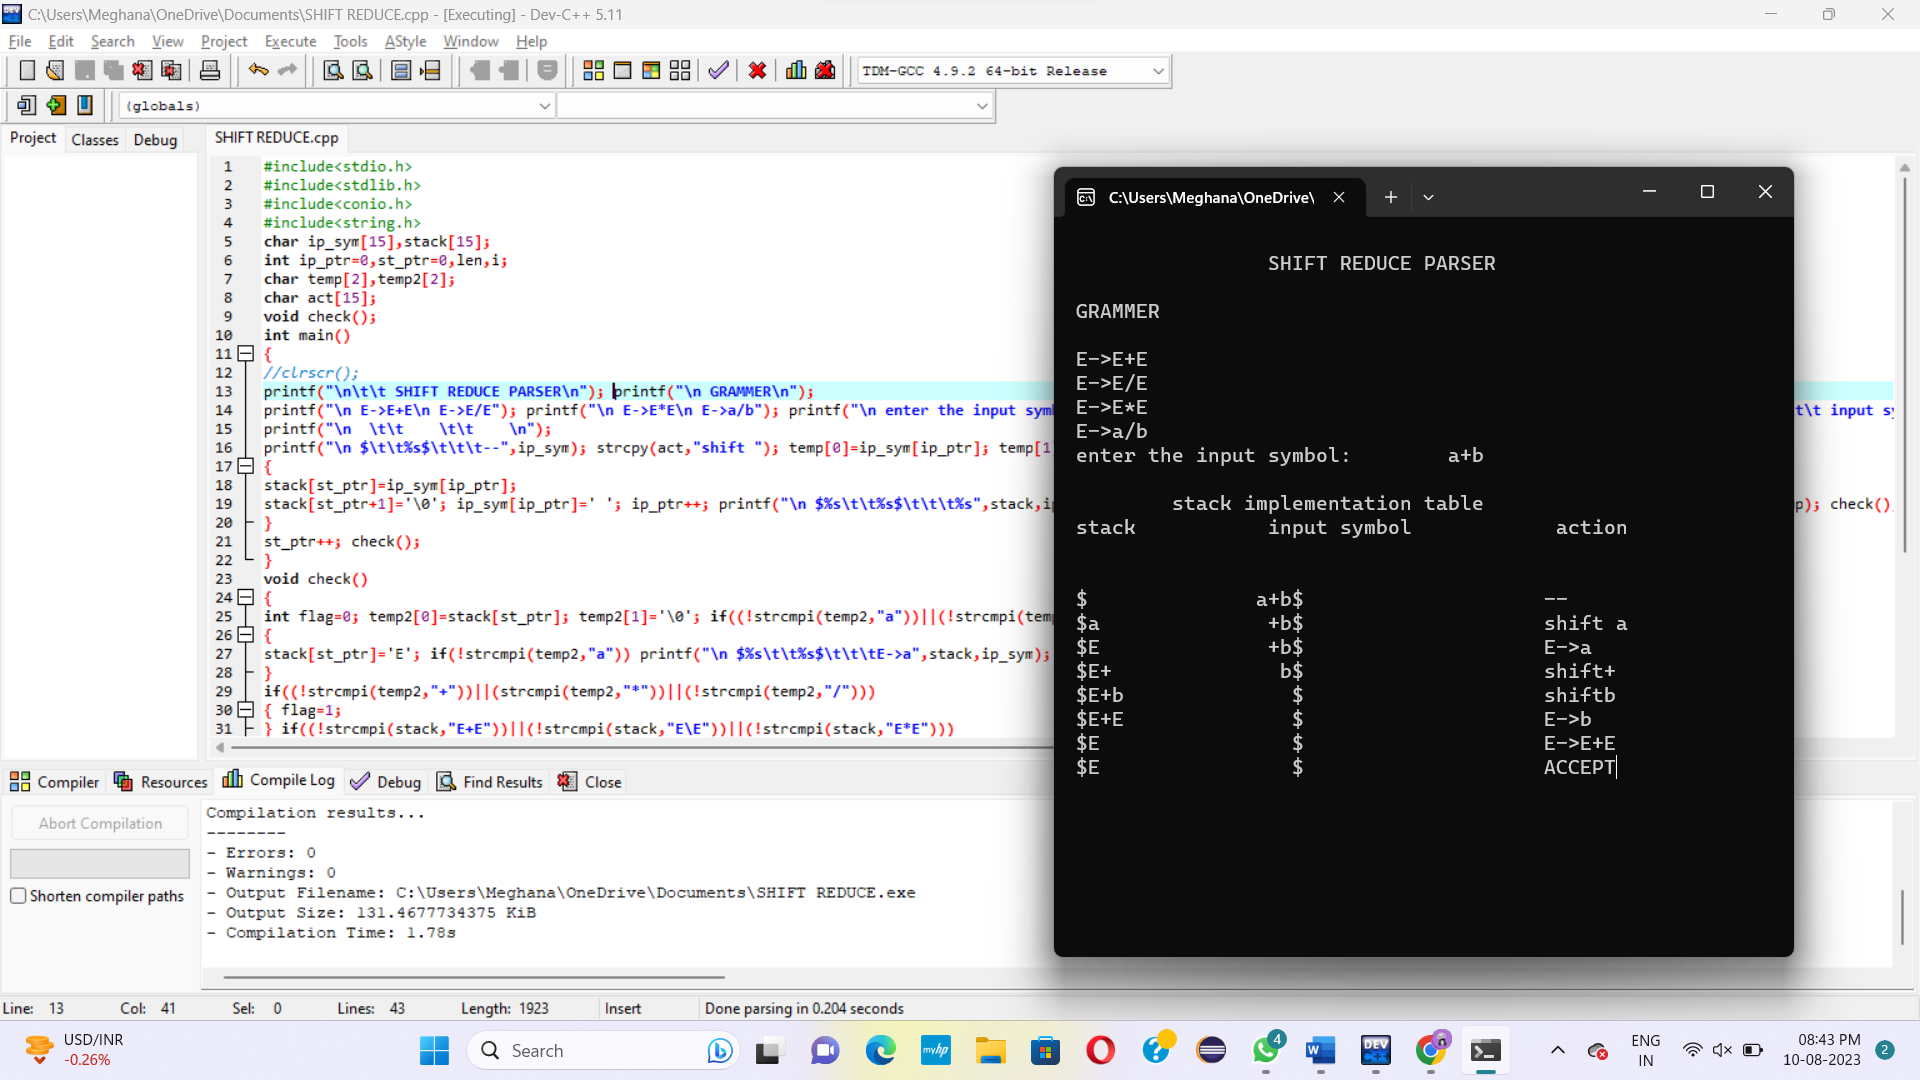 C:\Users\Meghana\OneDrive\Documents\SHIFT REDUCE.cpp - [Executing] - Dev-C++ 5.11
File Edit Search View Project Execute Tools AStyle Window Help
TDM-GCC 4.9.2 64-bit Release
(globals)
Project Classes Debug
SHIFT REDUCE.cpp
1 #include<stdio.h>
2 #include<stdlib.h>
3 #include<conio.h>
4 #include<string.h>
5 char ip_sym[15],stack[15];
6 int ip_ptr=0,st_ptr=0,len,i;
7 char temp[2],temp2[2];
8 char act[15];
9 void check();
10 int main()
11 {
12 //clrscr();
13 printf("\n\t\t SHIFT REDUCE PARSER\n"); printf("\n GRAMMER\n");
14 printf("\n E->E+E\n E->E/E"); printf("\n E->E*E\n E->a/b"); printf("\n enter the input sym t\t input s
15 printf("\n \t\t \t\t \n");
16 printf("\n $\t\t%s$\t\t\t--",ip_sym); strcpy(act,"shift "); temp[0]=ip_sym[ip_ptr]; temp[1
17 {
18 stack[st_ptr]=ip_sym[ip_ptr];
19 stack[st_ptr+1]='\0'; ip_sym[ip_ptr]=' '; ip_ptr++; printf("\n $%s\t\t%s$\t\t\t%s",stack,i p); check()
20 }
21 st_ptr++; check();
22 }
23 void check()
24 {
25 int flag=0; temp2[0]=stack[st_ptr]; temp2[1]='\0'; if((!strcmpi(temp2,"a"))||(!strcmpi(tem
26 {
27 stack[st_ptr]='E'; if(!strcmpi(temp2,"a")) printf("\n $%s\t\t%s$\t\t\tE->a",stack,ip_sym);
28 }
29 if((!strcmpi(temp2,"+"))||(strcmpi(temp2,"*"))||(!strcmpi(temp2,"/")))
30 { flag=1;
31 } if((!strcmpi(stack,"E+E"))||(!strcmpi(stack,"E\E"))||(!strcmpi(stack,"E*E")))
C:\Users\Meghana\OneDrive\
SHIFT REDUCE PARSER
GRAMMER
E->E+E
E->E/E
E->E*E
E->a/b
enter the input symbol: a+b
stack implementation table
stack input symbol action
$ a+b$ --
$a +b$ shift a
$E +b$ E->a
$E+ b$ shift+
$E+b $ shiftb
$E+E $ E->b
$E $ E->E+E
$E $ ACCEPT
Compiler Resources Compile Log Debug Find Results Close
Abort Compilation
Shorten compiler paths
Compilation results...
--------
- Errors: 0
- Warnings: 0
- Output Filename: C:\Users\Meghana\OneDrive\Documents\SHIFT REDUCE.exe
- Output Size: 131.4677734375 KiB
- Compilation Time: 1.78s
Line: 13 Col: 41 Sel: 0 Lines: 43 Length: 1923 Insert Done parsing in 0.204 seconds
USD/INR
-0.26%
Search
myhp
4
W
DEV
C++
ENG
IN
08:43 PM
10-08-2023
2